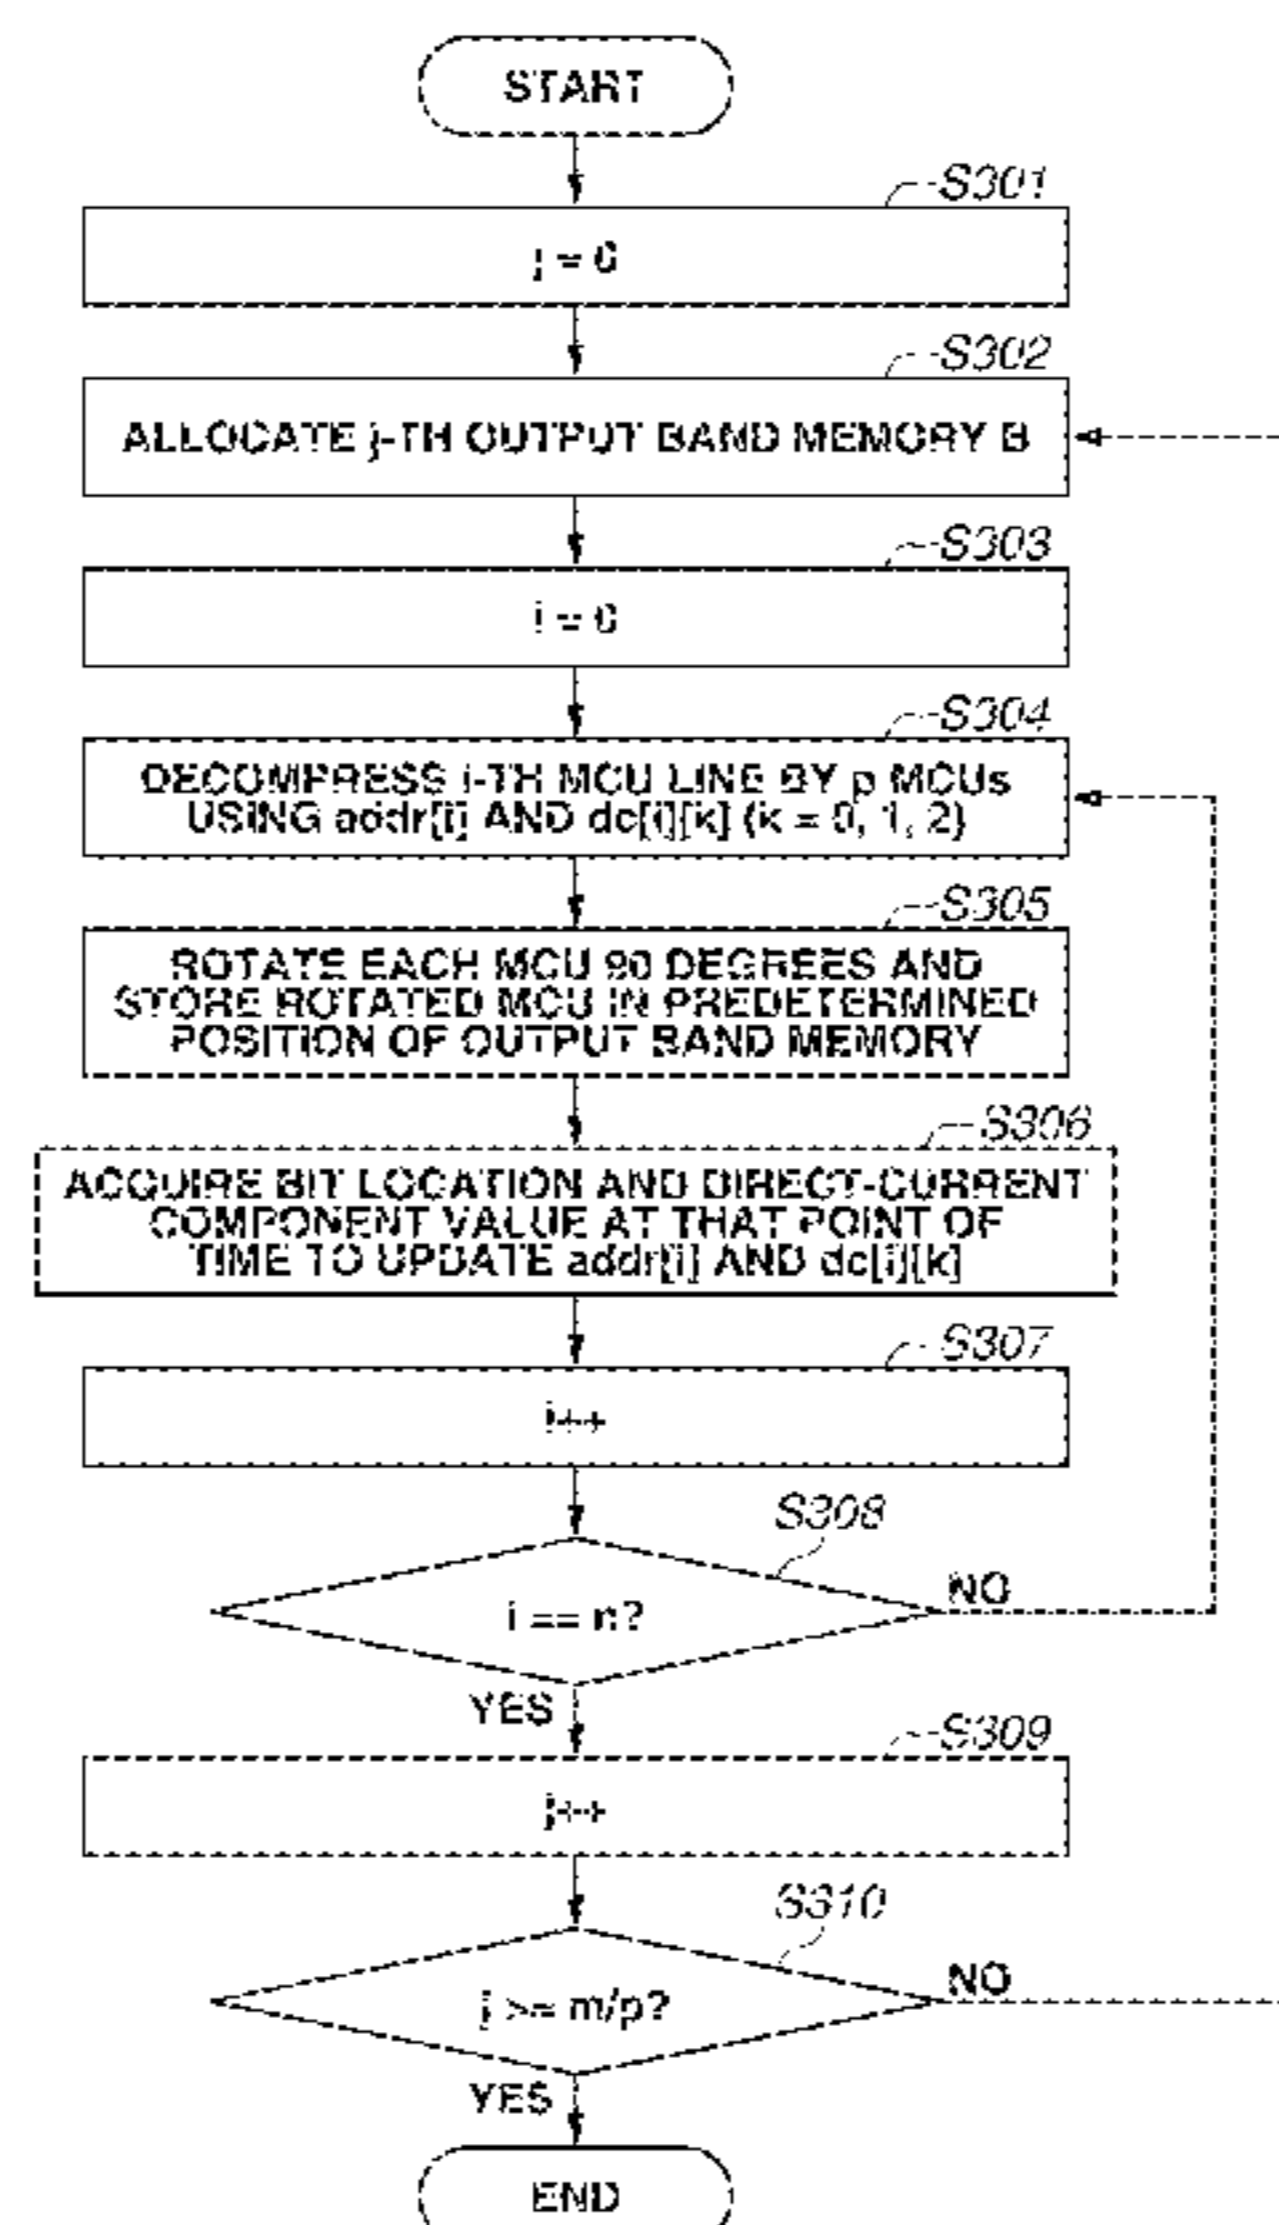 START
S301
j = 0
S302
ALLOCATE j-TH OUTPUT BAND MEMORY B
S303
i = 0
S304
DECOMPRESS i-TH MCU LINE BY p MCUs
USING addr[i] AND dc[i][k] (k = 0, 1, 2)
S305
ROTATE EACH MCU 90 DEGREES AND
STORE ROTATED MCU IN PREDETERMINED
POSITION OF OUTPUT BAND MEMORY
S306
ACQUIRE BIT LOCATION AND DIRECT-CURRENT
COMPONENT VALUE AT THAT POINT OF
TIME TO UPDATE addr[i] AND dc[i][k]
S307
i++
S308
i == n?
NO
YES
S309
j++
S310
j >= m/p?
NO
YES
END